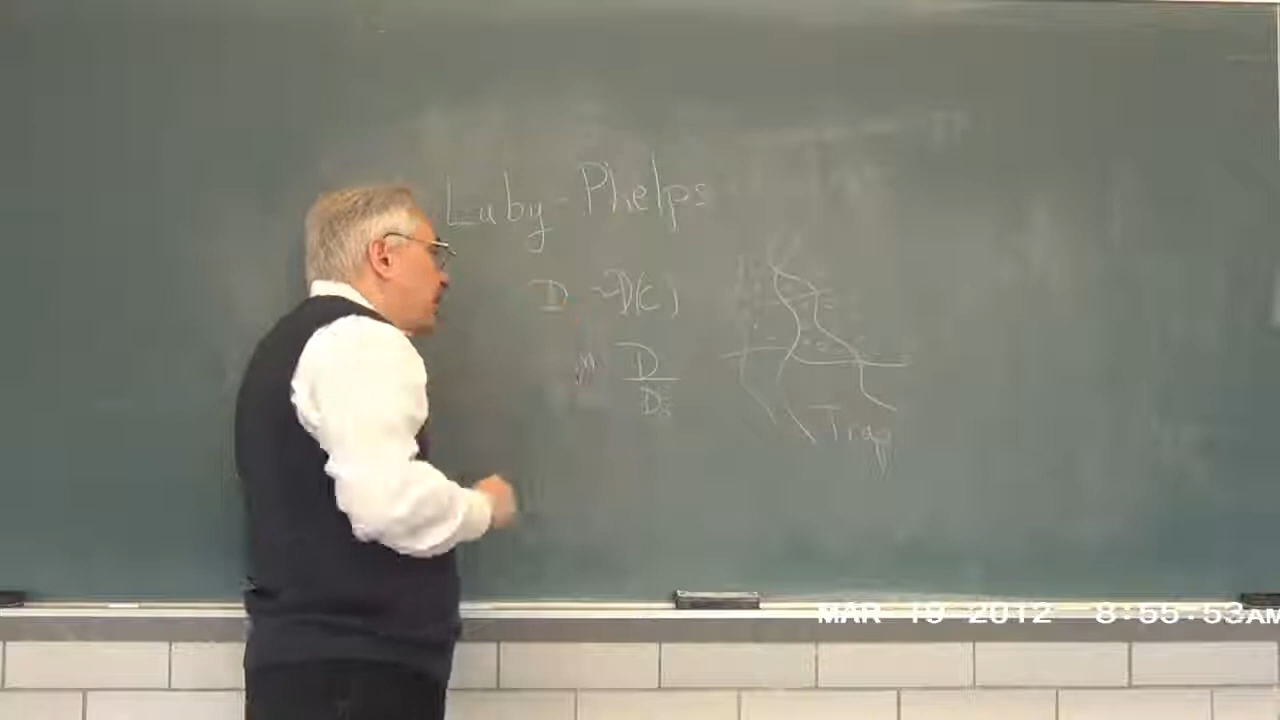 Luby-Phelps
D ~D(c)
D
D
Trap
MAR 19 2012 8:55:53AM